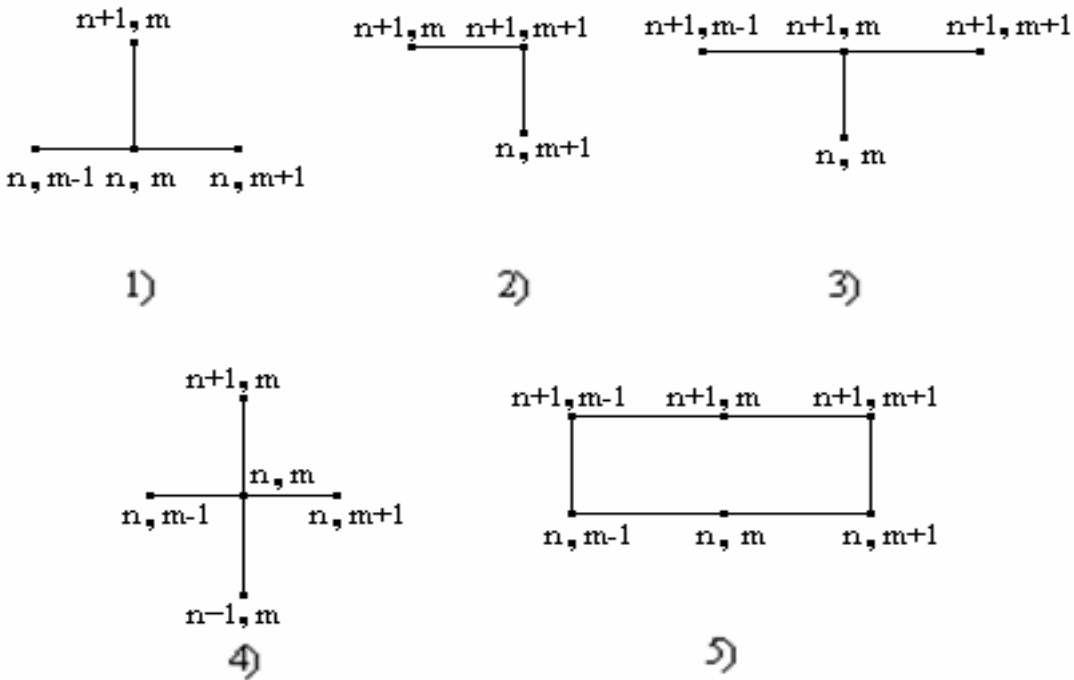 n+1, m
n, m-1 n, m n, m+1
1)
n+1, m n+1, m+1
n, m+1
2)
n+1, m-1 n+1, m n+1, m+1
n, m
3)
n+1, m
n, m
n, m-1 n, m+1
n−1, m
4)
n+1, m-1 n+1, m n+1, m+1
n, m-1 n, m n, m+1
5)